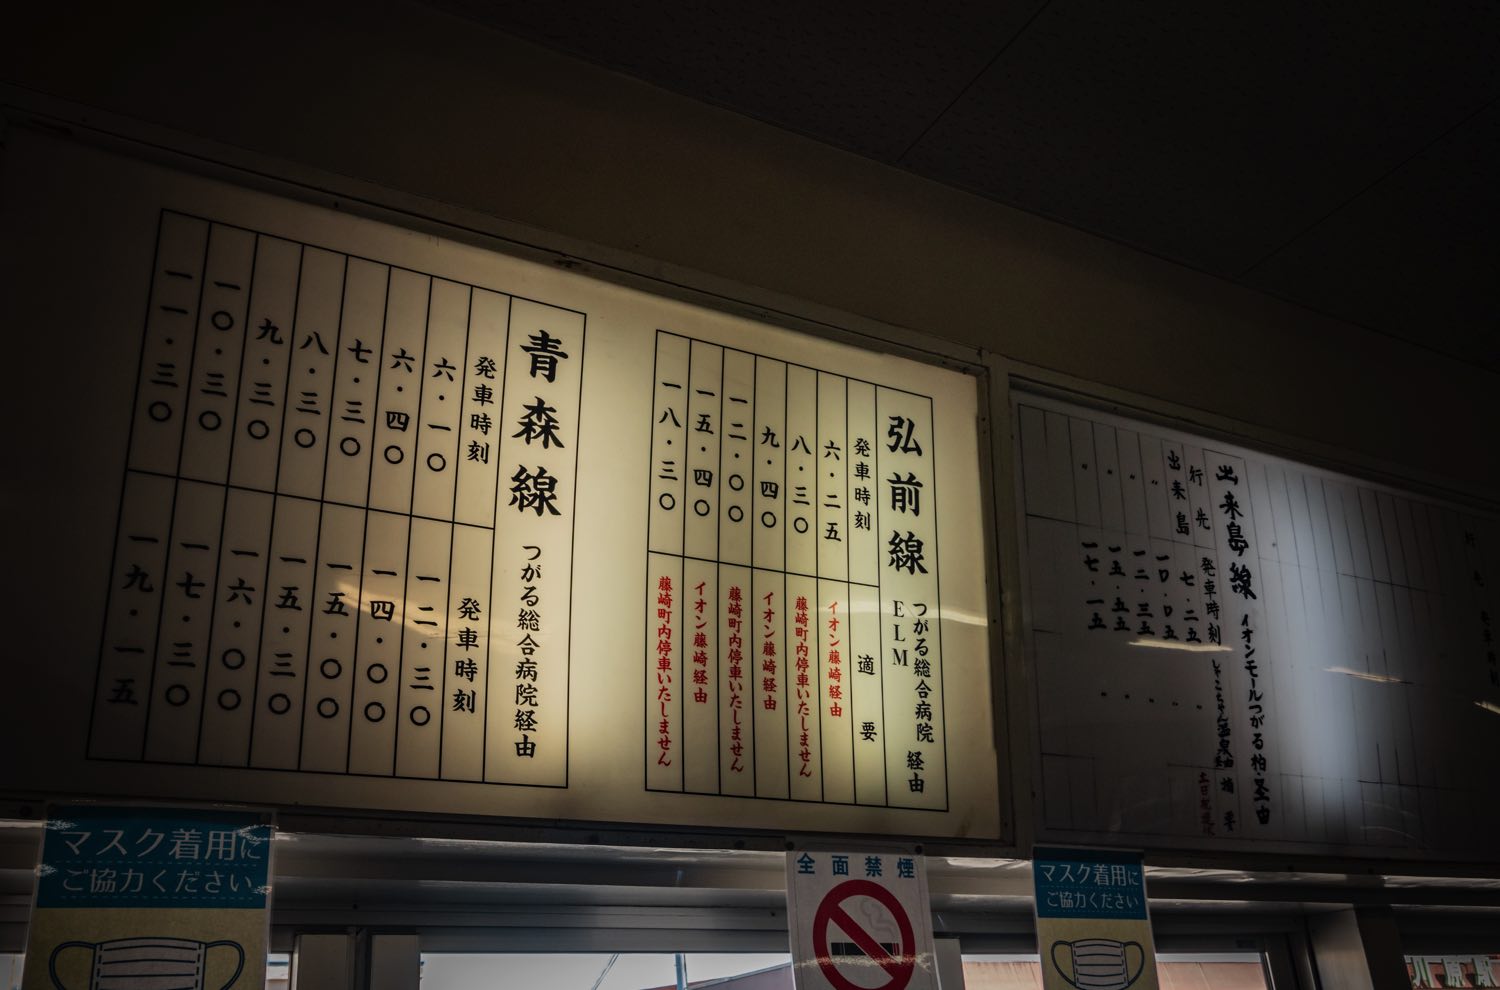 青森線 つがる総合病院経由
発車時刻
六・一〇
六・四〇
七・三〇
八・三〇
九・三〇
一〇・三〇
一一・三〇
発車時刻
一二・三〇
一四・〇〇
一五・〇〇
一五・三〇
一六・〇〇
一七・三〇
一九・一五
弘前線 つがる総合病院 ELM 経由
発車時刻 適要
六・二五 イオン藤崎経由
八・三〇 藤崎町内停車いたしません
九・四〇 イオン藤崎経由
一二・〇〇 藤崎町内停車いたしません
一五・四〇 イオン藤崎経由
一八・三〇 藤崎町内停車いたしません
出来島線 イオンモールつがる柏・経由
行先 発車時刻
出来島 七・二五
〃 一〇・〇五
〃 一二・三五
〃 一五・五五
〃 一七・一五
マスク着用に
ご協力ください
全面禁煙
マスク着用に
ご協力ください
川原駅